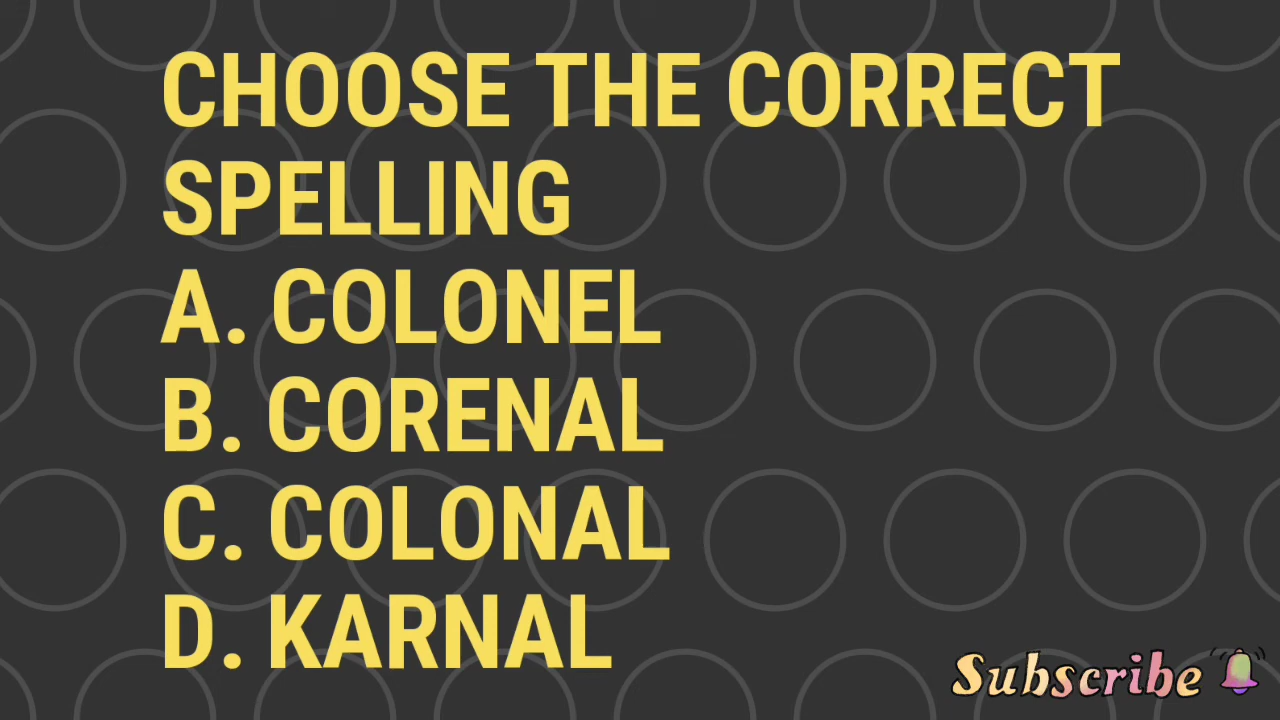 CHOOSE THE CORRECT
SPELLING
A. COLONEL
B. CORENAL
C. COLONAL
D. KARNAL
Subscribe